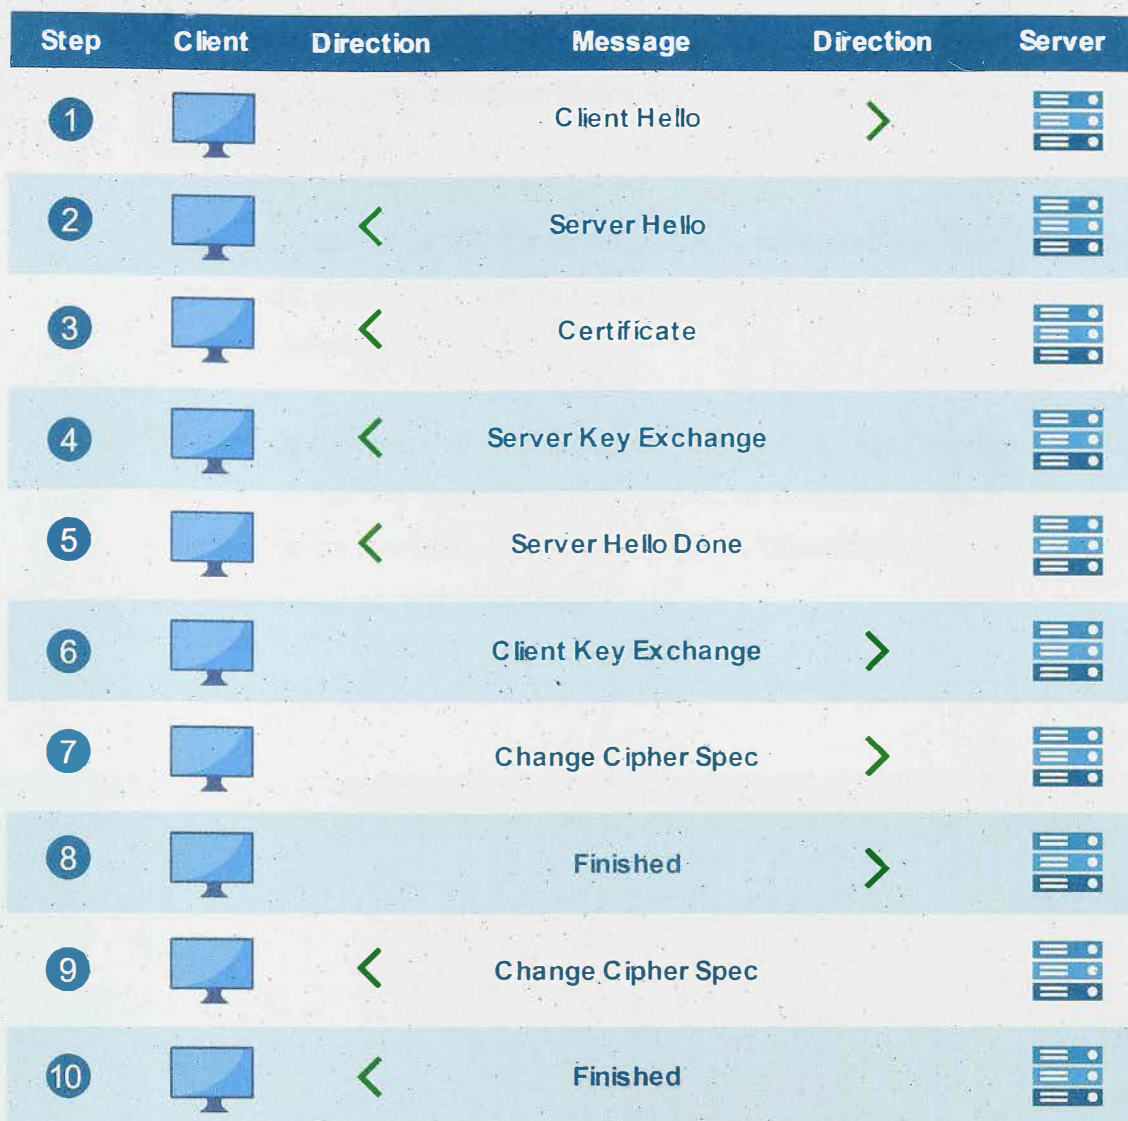 Step Client Direction Message Direction Server
1 Client Hello >
2 < Server Hello
3 < Certificate
4 < Server Key Exchange
5 < Server Hello Done
6 Client Key Exchange >
7 Change Cipher Spec >
8 Finished >
9 < Change Cipher Spec
10 < Finished